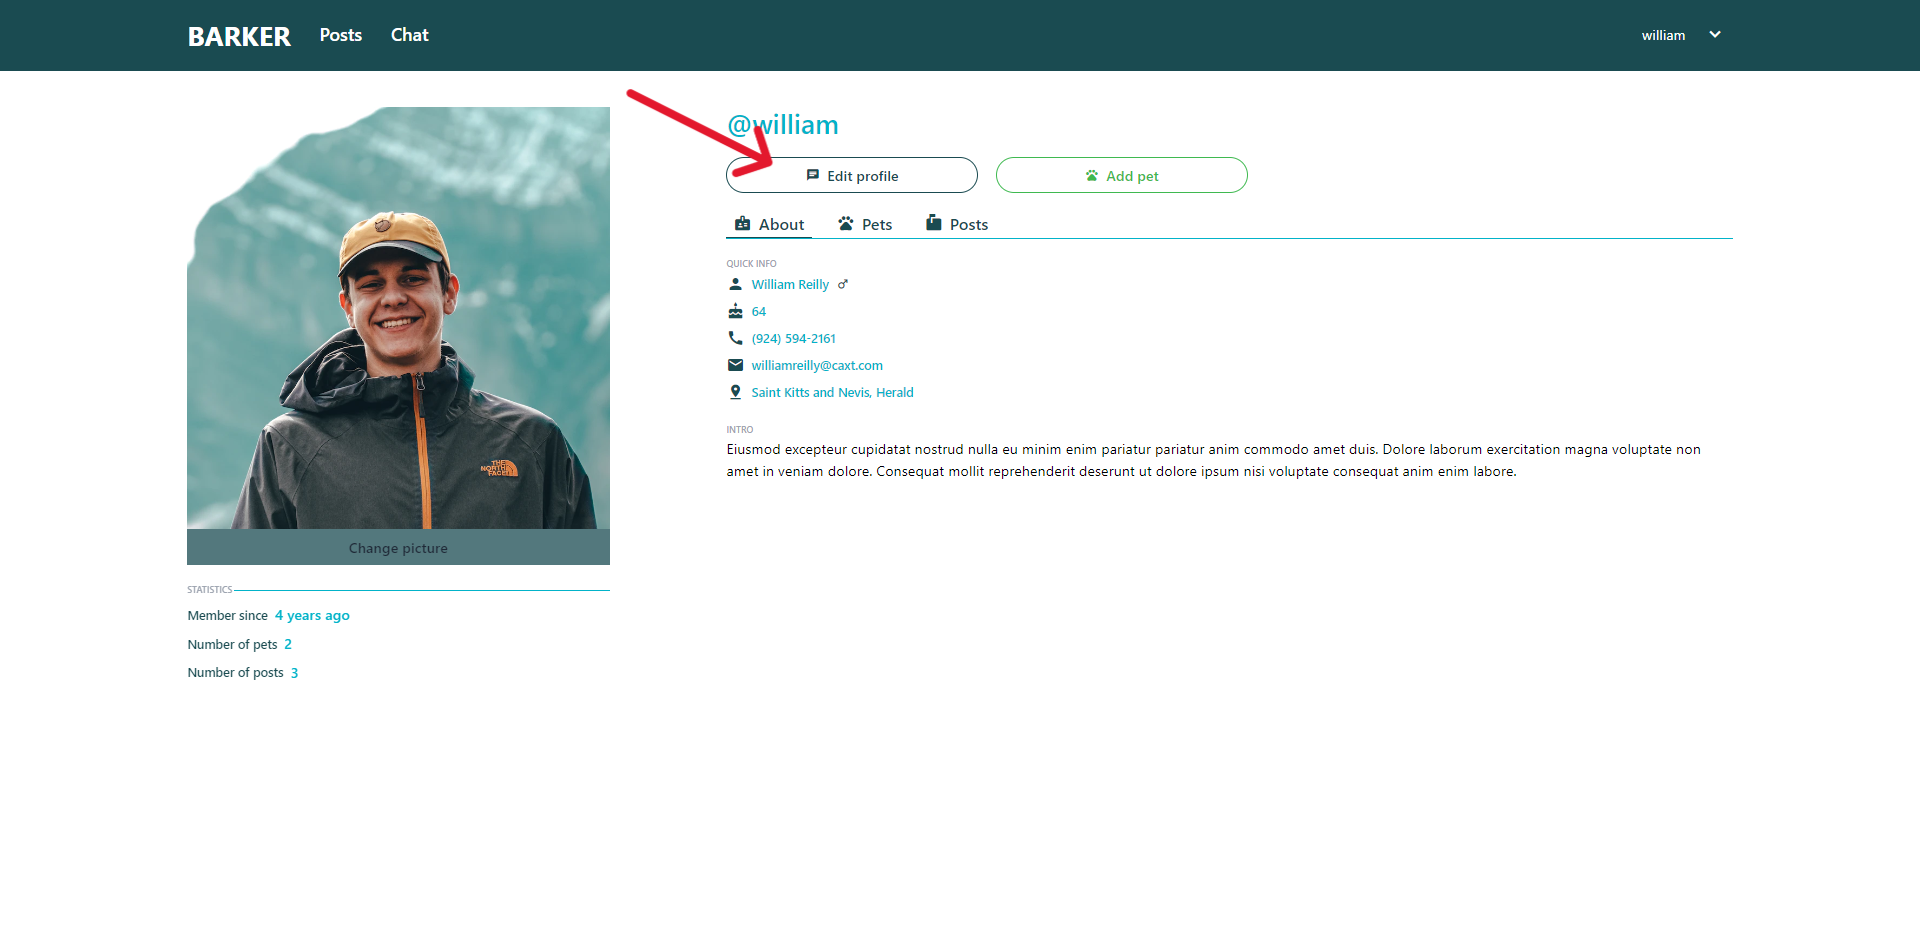 BARKER Posts Chat william
@william
Edit profile Add pet
About Pets Posts
QUICK INFO
William Reilly ♂
64
(924) 594-2161
williamreilly@caxt.com
Saint Kitts and Nevis, Herald
INTRO
Eiusmod excepteur cupidatat nostrud nulla eu minim enim pariatur pariatur anim commodo amet duis. Dolore laborum exercitation magna voluptate non
amet in veniam dolore. Consequat mollit reprehenderit deserunt ut dolore ipsum nisi voluptate consequat anim enim labore.
THE
NORTH
FACE
Change picture
STATISTICS
Member since 4 years ago
Number of pets 2
Number of posts 3